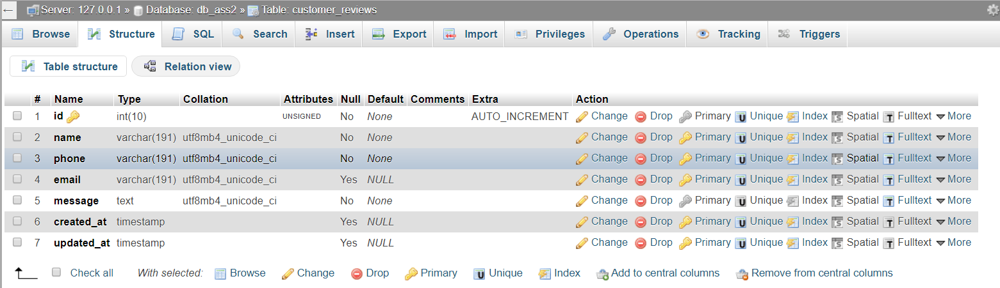 Server: 127.0.0.1 » Database: db_ass2 » Table: customer_reviews
Browse Structure SQL Search Insert Export Import Privileges Operations Tracking Triggers
Table structure Relation view
# Name Type Collation Attributes Null Default Comments Extra Action
1 id int(10) UNSIGNED No None AUTO_INCREMENT Change Drop Primary Unique Index Spatial Fulltext More
2 name varchar(191) utf8mb4_unicode_ci No None Change Drop Primary Unique Index Spatial Fulltext More
3 phone varchar(191) utf8mb4_unicode_ci No None Change Drop Primary Unique Index Spatial Fulltext More
4 email varchar(191) utf8mb4_unicode_ci Yes NULL Change Drop Primary Unique Index Spatial Fulltext More
5 message text utf8mb4_unicode_ci No None Change Drop Primary Unique Index Spatial Fulltext More
6 created_at timestamp Yes NULL Change Drop Primary Unique Index Spatial Fulltext More
7 updated_at timestamp Yes NULL Change Drop Primary Unique Index Spatial Fulltext More
Check all With selected: Browse Change Drop Primary Unique Index Add to central columns Remove from central columns